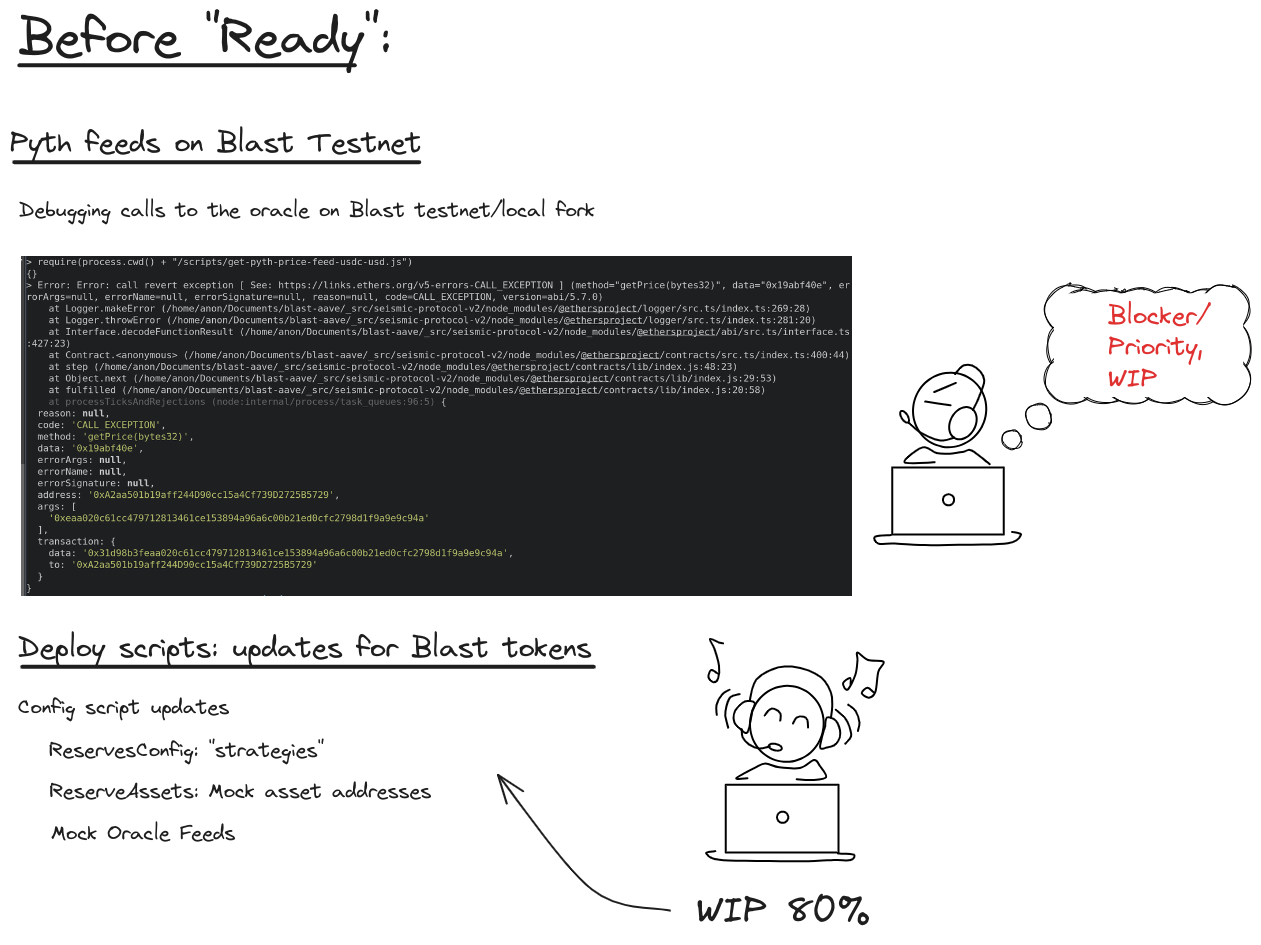 Before "Ready":
Pyth feeds on Blast Testnet
Debugging calls to the oracle on Blast testnet/local fork
> require(process.cwd() + "/scripts/get-pyth-price-feed-usdc-usd.js")
{}
> Error: Error: call revert exception [ See: https://links.ethers.org/v5-errors-CALL_EXCEPTION ] (method="getPrice(bytes32)", data="0x19abf40e", er
rorArgs=null, errorName=null, errorSignature=null, reason=null, code=CALL_EXCEPTION, version=abi/5.7.0)
at Logger.makeError (/home/anon/Documents/blast-aave/_src/seismic-protocol-v2/node_modules/@ethersproject/logger/src.ts/index.ts:269:28)
at Logger.throwError (/home/anon/Documents/blast-aave/_src/seismic-protocol-v2/node_modules/@ethersproject/logger/src.ts/index.ts:281:20)
at Interface.decodeFunctionResult (/home/anon/Documents/blast-aave/_src/seismic-protocol-v2/node_modules/@ethersproject/abi/src.ts/interface.ts
:427:23)
at Contract.<anonymous> (/home/anon/Documents/blast-aave/_src/seismic-protocol-v2/node_modules/@ethersproject/contracts/src.ts/index.ts:400:44)
at step (/home/anon/Documents/blast-aave/_src/seismic-protocol-v2/node_modules/@ethersproject/contracts/lib/index.js:48:23)
at Object.next (/home/anon/Documents/blast-aave/_src/seismic-protocol-v2/node_modules/@ethersproject/contracts/lib/index.js:29:53)
at fulfilled (/home/anon/Documents/blast-aave/_src/seismic-protocol-v2/node_modules/@ethersproject/contracts/lib/index.js:20:58)
at processTicksAndRejections (node:internal/process/task_queues:96:5) {
reason: null,
code: 'CALL_EXCEPTION',
method: 'getPrice(bytes32)',
data: '0x19abf40e',
errorArgs: null,
errorName: null,
errorSignature: null,
address: '0xA2aa501b19aff244D90cc15a4Cf739D2725B5729',
args: [
'0xeaa020c61cc479712813461ce153894a96a6c00b21ed0cfc2798d1f9a9e9c94a'
],
transaction: {
data: '0x31d98b3feaa020c61cc479712813461ce153894a96a6c00b21ed0cfc2798d1f9a9e9c94a',
to: '0xA2aa501b19aff244D90cc15a4Cf739D2725B5729'
}
}
Blocker/
Priority,
WIP
Deploy scripts: updates for Blast tokens
Config script updates
ReservesConfig: "strategies"
ReserveAssets: Mock asset addresses
Mock Oracle Feeds
WIP 80%